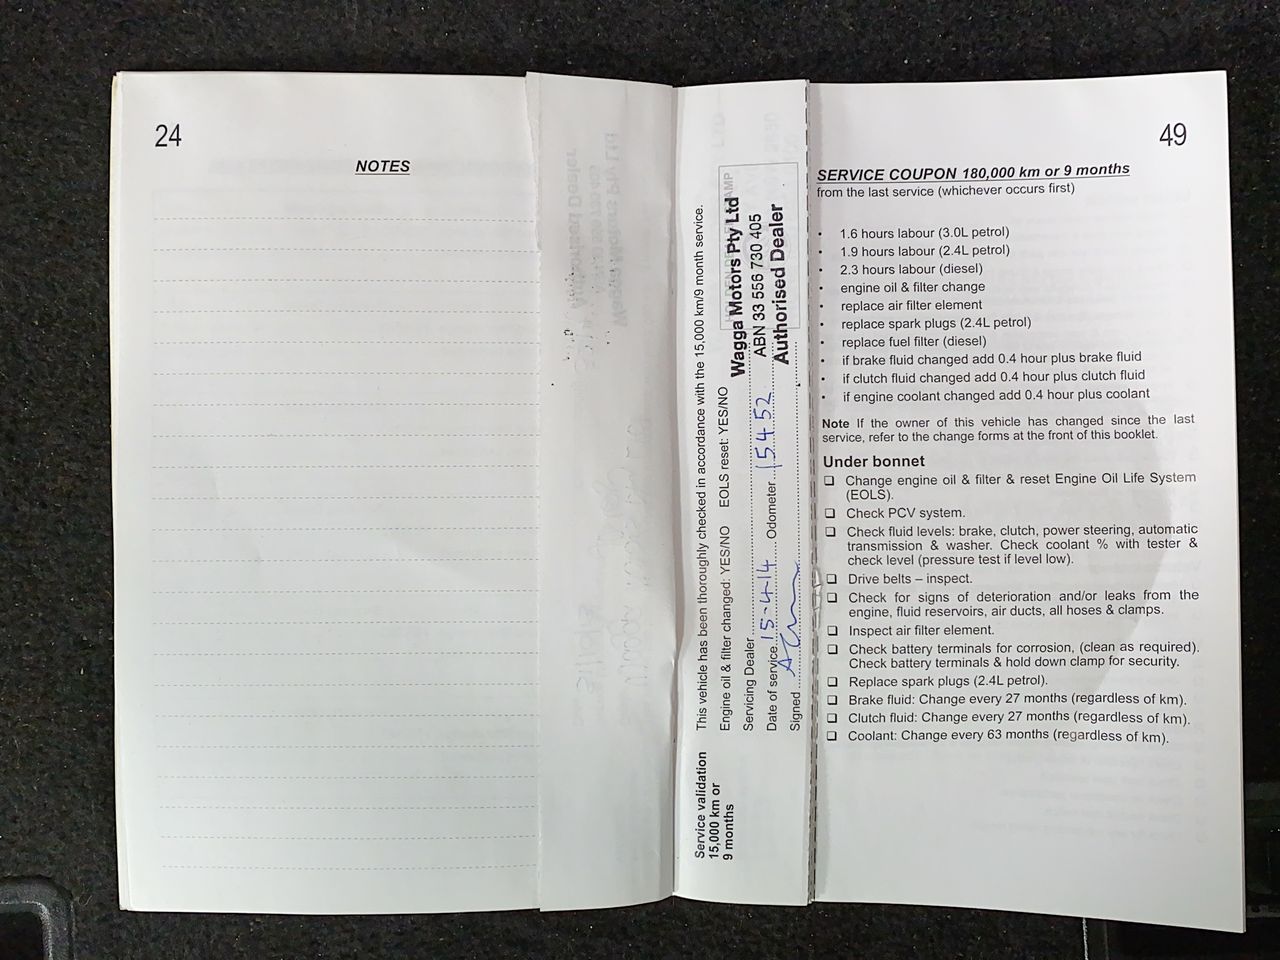 24
NOTES
Service validation
15,000 km or
9 months
This vehicle has been thoroughly checked in accordance with the 15,000 km/9 month service.
Engine oil & filter changed: YES/NO EOLS reset: YES/NO
Servicing Dealer
Wagga Motors Pty Ltd
ABN 33 556 730 405
Authorised Dealer
Date of service 15-4-14 Odometer 15452
Signed
49
SERVICE COUPON 180,000 km or 9 months
from the last service (whichever occurs first)
• 1.6 hours labour (3.0L petrol)
• 1.9 hours labour (2.4L petrol)
• 2.3 hours labour (diesel)
• engine oil & filter change
• replace air filter element
• replace spark plugs (2.4L petrol)
• replace fuel filter (diesel)
• if brake fluid changed add 0.4 hour plus brake fluid
• if clutch fluid changed add 0.4 hour plus clutch fluid
• if engine coolant changed add 0.4 hour plus coolant
Note If the owner of this vehicle has changed since the last
service, refer to the change forms at the front of this booklet.
Under bonnet
❑ Change engine oil & filter & reset Engine Oil Life System
(EOLS).
❑ Check PCV system.
❑ Check fluid levels: brake, clutch, power steering, automatic
transmission & washer. Check coolant % with tester &
check level (pressure test if level low).
❑ Drive belts – inspect.
❑ Check for signs of deterioration and/or leaks from the
engine, fluid reservoirs, air ducts, all hoses & clamps.
❑ Inspect air filter element.
❑ Check battery terminals for corrosion, (clean as required).
Check battery terminals & hold down clamp for security.
❑ Replace spark plugs (2.4L petrol).
❑ Brake fluid: Change every 27 months (regardless of km).
❑ Clutch fluid: Change every 27 months (regardless of km).
❑ Coolant: Change every 63 months (regardless of km).